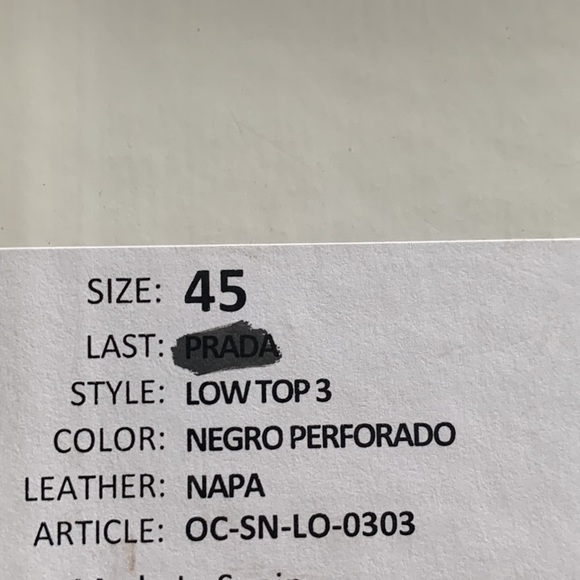 SIZE: 45
LAST: PRADA
STYLE: LOW TOP 3
COLOR: NEGRO PERFORADO
LEATHER: NAPA
ARTICLE: OC-SN-LO-0303